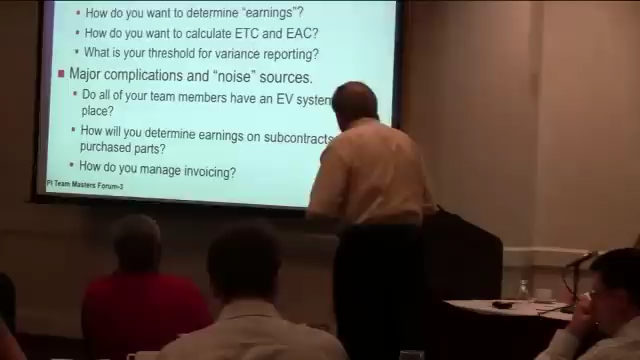 ▪ How do you want to determine “earnings”?
▪ How do you want to calculate ETC and EAC?
▪ What is your threshold for variance reporting?
■ Major complications and “noise” sources.
▪ Do all of your team members have an EV system
place?
▪ How will you determine earnings on subcontracts
purchased parts?
▪ How do you manage invoicing?
PI Team Masters Forum-3